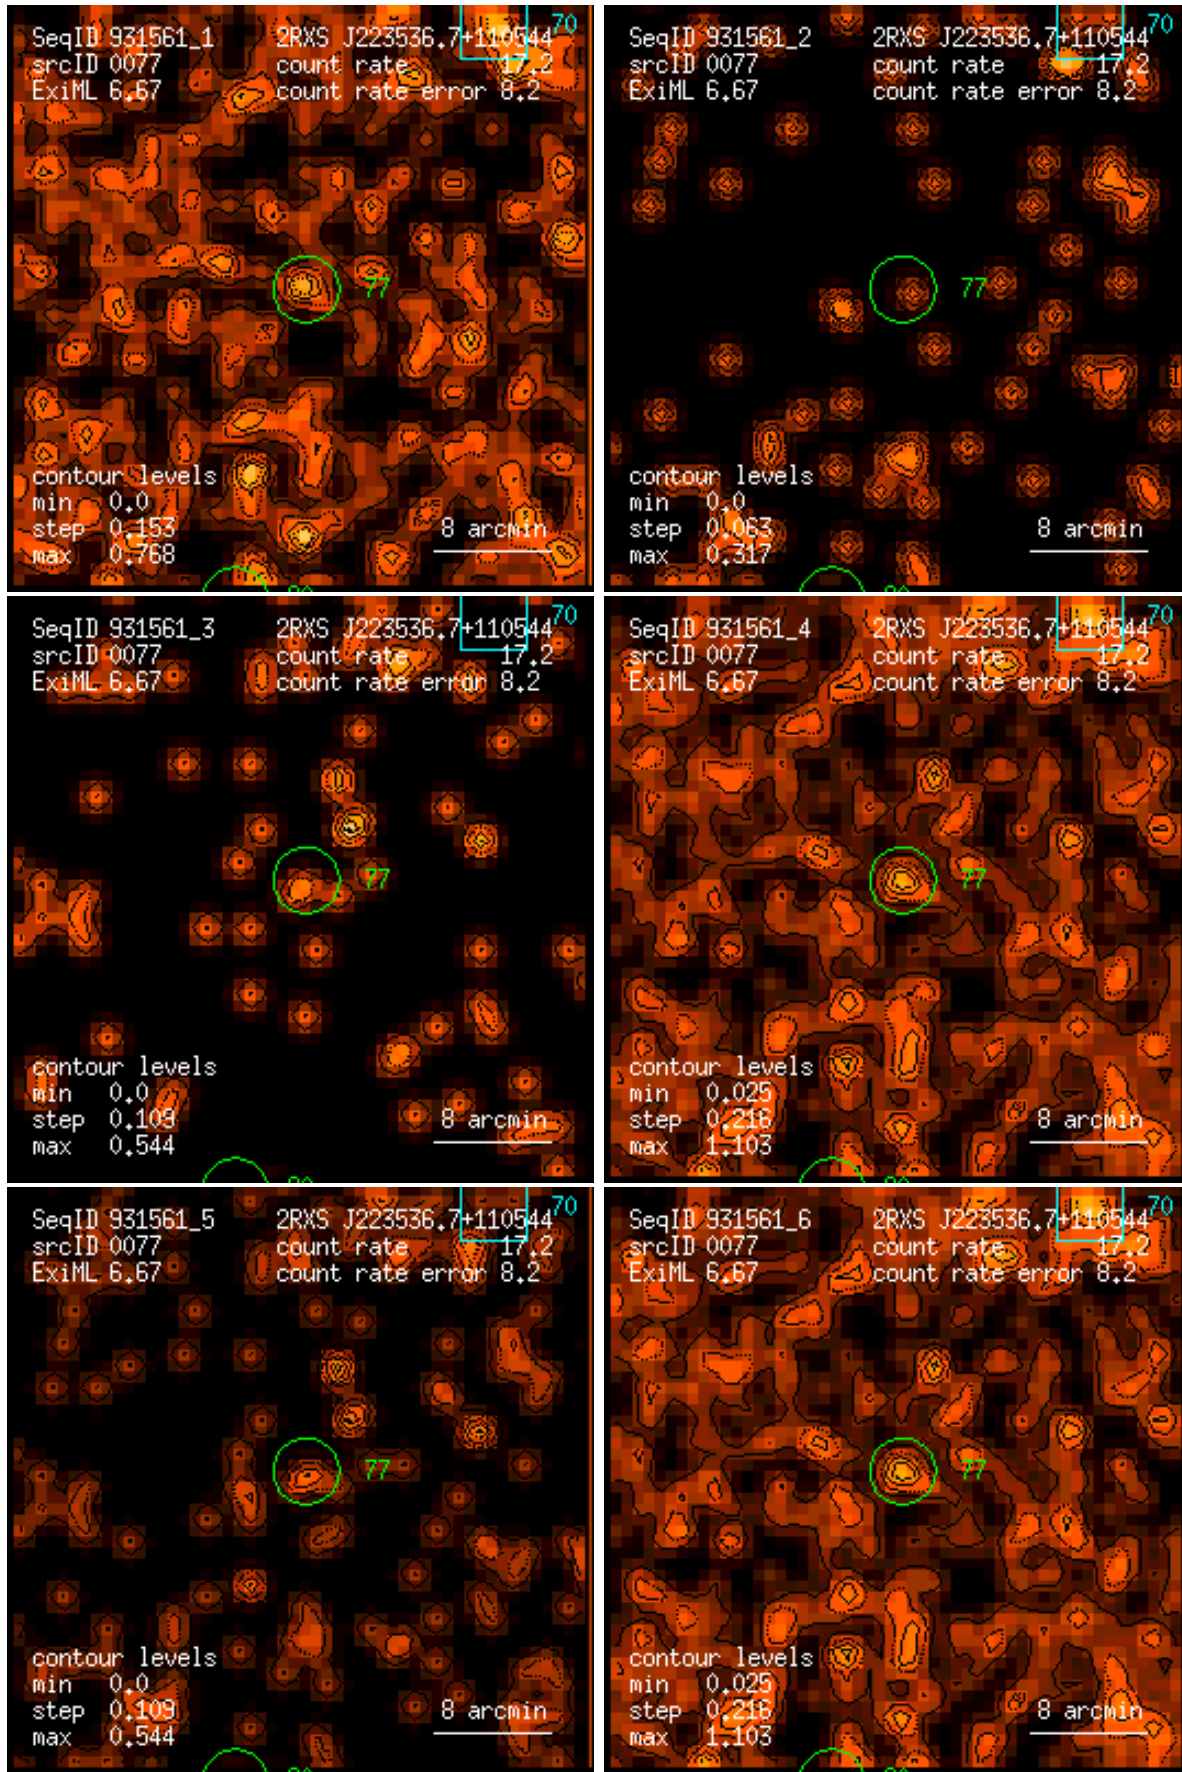 SeqID 931561_1 2RXS J223536.7+110544 70
srcID 0077 count rate 17.2
ExiML 6.67 count rate error 8.2
77
contour levels
min 0.0
step 0.153 8 arcmin
max 0.768
SeqID 931561_2 2RXS J223536.7+110544 70
srcID 0077 count rate 17.2
ExiML 6.67 count rate error 8.2
77
contour levels
min 0.0
step 0.063 8 arcmin
max 0.317
SeqID 931561_3 2RXS J223536.7+110544 70
srcID 0077 count rate 17.2
ExiML 6.67 count rate error 8.2
77
contour levels
min 0.0
step 0.109 8 arcmin
max 0.544
SeqID 931561_4 2RXS J223536.7+110544 70
srcID 0077 count rate 17.2
ExiML 6.67 count rate error 8.2
77
contour levels
min 0.025
step 0.216 8 arcmin
max 1.103
SeqID 931561_5 2RXS J223536.7+110544 70
srcID 0077 count rate 17.2
ExiML 6.67 count rate error 8.2
77
contour levels
min 0.0
step 0.109 8 arcmin
max 0.544
SeqID 931561_6 2RXS J223536.7+110544 70
srcID 0077 count rate 17.2
ExiML 6.67 count rate error 8.2
77
contour levels
min 0.025
step 0.216 8 arcmin
max 1.103